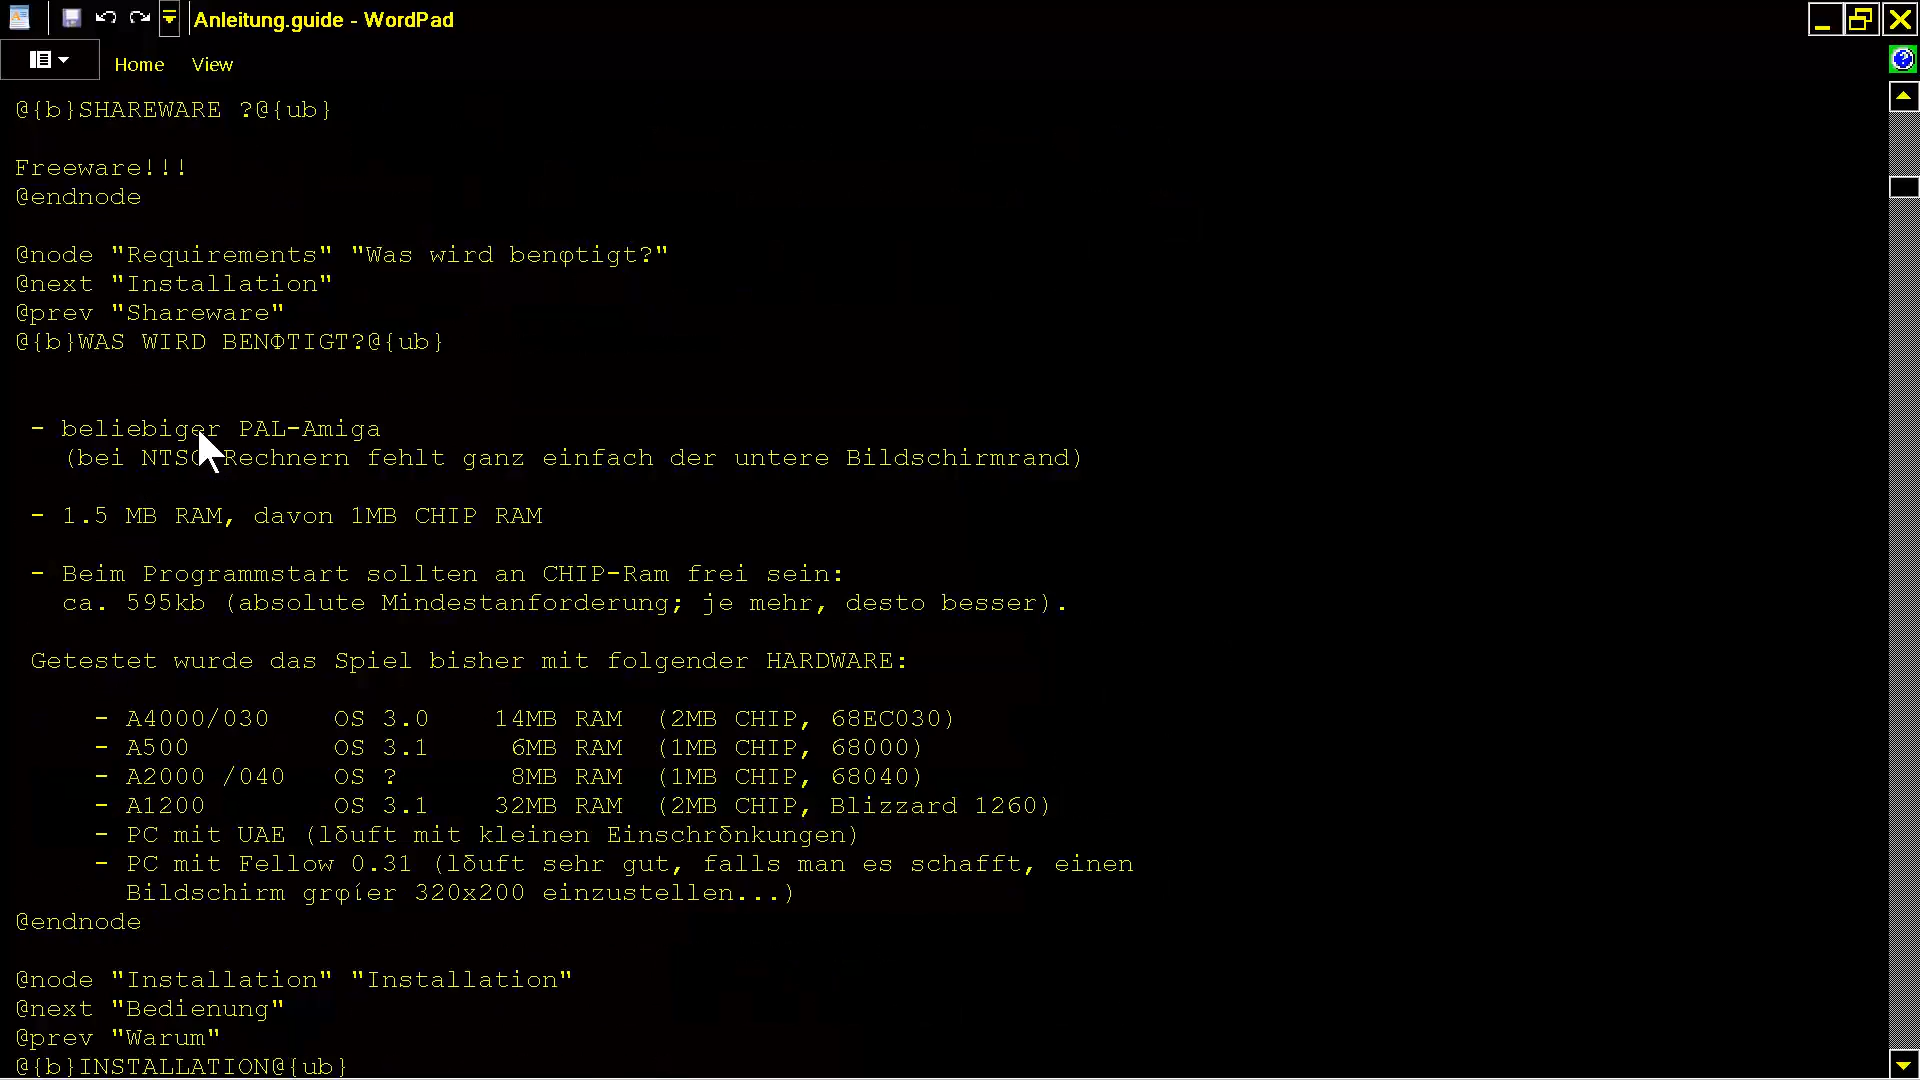 Anleitung.guide - WordPad
Home View
@{b}SHAREWARE ?@{ub}
Freeware!!!
@endnode
@node "Requirements" "Was wird benφtigt?"
@next "Installation"
@prev "Shareware"
@{b}WAS WIRD BENΦTIGT?@{ub}
- beliebiger PAL-Amiga
(bei NTSC Rechnern fehlt ganz einfach der untere Bildschirmrand)
- 1.5 MB RAM, davon 1MB CHIP RAM
- Beim Programmstart sollten an CHIP-Ram frei sein:
ca. 595kb (absolute Mindestanforderung; je mehr, desto besser).
Getestet wurde das Spiel bisher mit folgender HARDWARE:
- A4000/030 OS 3.0 14MB RAM (2MB CHIP, 68EC030)
- A500 OS 3.1 6MB RAM (1MB CHIP, 68000)
- A2000 /040 OS ? 8MB RAM (1MB CHIP, 68040)
- A1200 OS 3.1 32MB RAM (2MB CHIP, Blizzard 1260)
- PC mit UAE (lδuft mit kleinen Einschrδnkungen)
- PC mit Fellow 0.31 (lδuft sehr gut, falls man es schafft, einen
Bildschirm grφίer 320x200 einzustellen...)
@endnode
@node "Installation" "Installation"
@next "Bedienung"
@prev "Warum"
@{b}INSTALLATION@{ub}